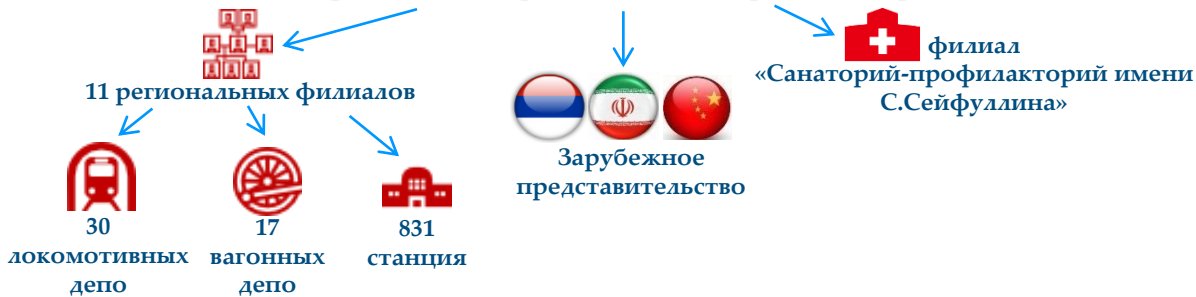 филиал
«Санаторий-профилакторий имени
С.Сейфуллина»
11 региональных филиалов
Зарубежное
представительство
30
локомотивных
депо
17
вагонных
депо
831
станция